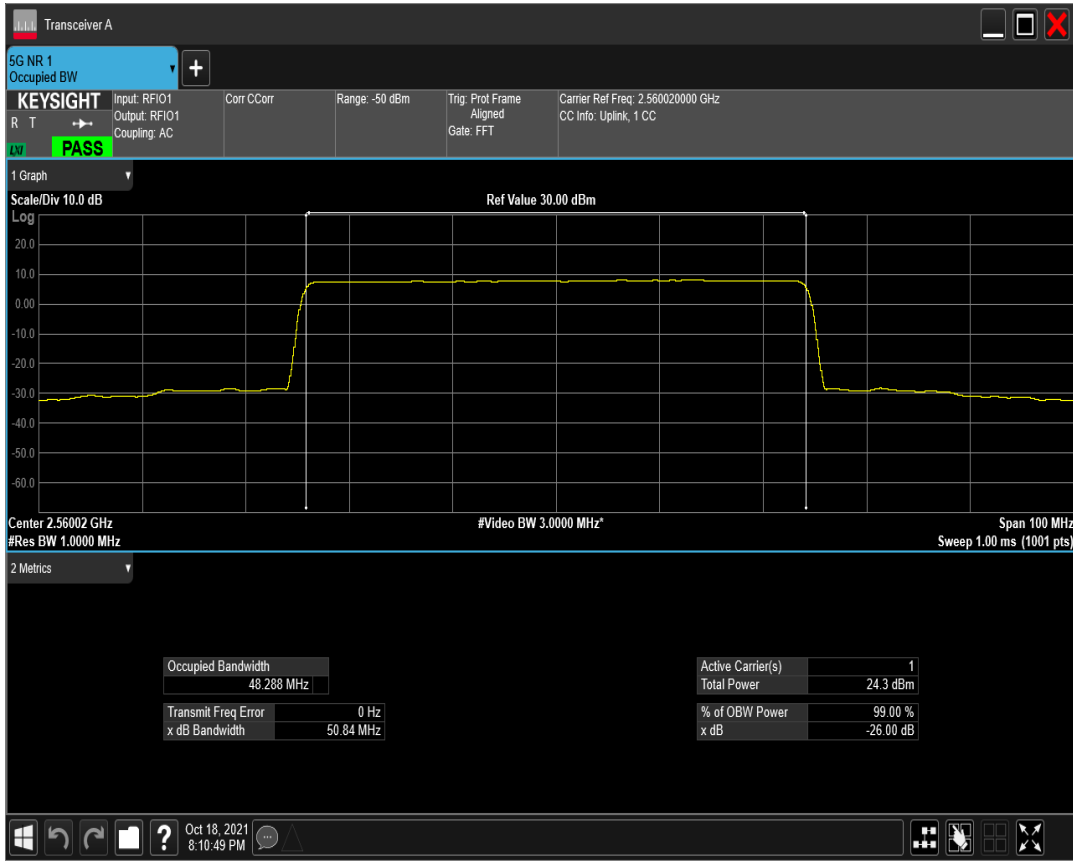 Transceiver A
5G NR 1
Occupied BW
+
KEYSIGHT
R T
LXI
PASS
Input: RFIO1
Output: RFIO1
Coupling: AC
Corr CCorr
Range: -50 dBm
Trig: Prot Frame
Aligned
Gate: FFT
Carrier Ref Freq: 2.560020000 GHz
CC Info: Uplink, 1 CC
1 Graph
Scale/Div 10.0 dB
Ref Value 30.00 dBm
Log
20.0
10.0
0.00
-10.0
-20.0
-30.0
-40.0
-50.0
-60.0
Center 2.56002 GHz
#Video BW 3.0000 MHz*
Span 100 MHz
#Res BW 1.0000 MHz
Sweep 1.00 ms (1001 pts)
2 Metrics
Occupied Bandwidth
48.288 MHz
Transmit Freq Error 0 Hz
x dB Bandwidth 50.84 MHz
Active Carrier(s) 1
Total Power 24.3 dBm
% of OBW Power 99.00 %
x dB -26.00 dB
?
Oct 18, 2021
8:10:49 PM